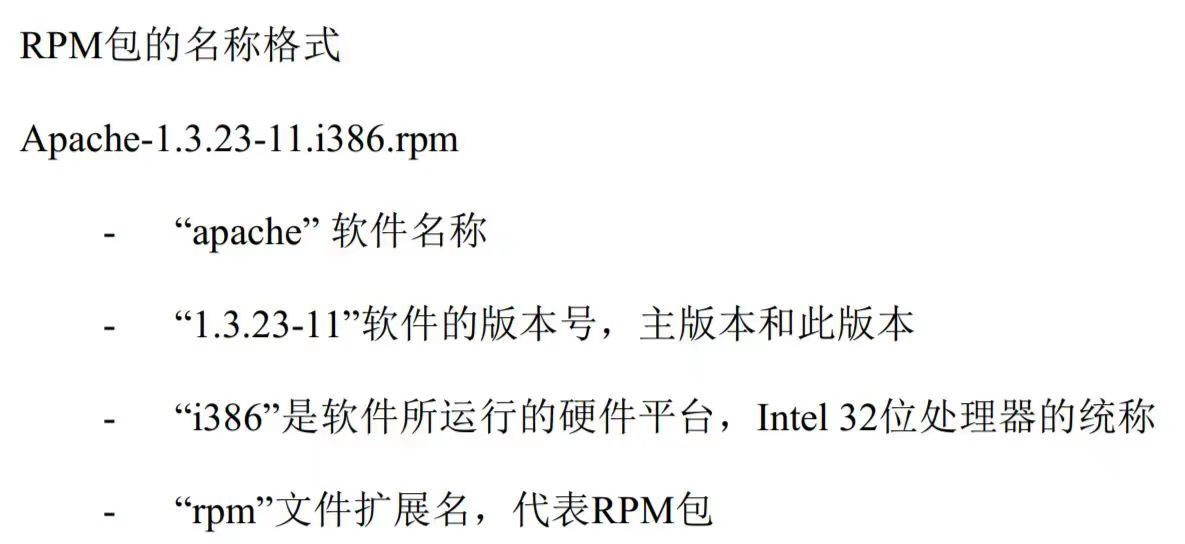 RPM包的名称格式
Apache-1.3.23-11.i386.rpm
- “apache” 软件名称
- “1.3.23-11”软件的版本号，主版本和此版本
- “i386”是软件所运行的硬件平台，Intel 32位处理器的统称
- “rpm”文件扩展名，代表RPM包